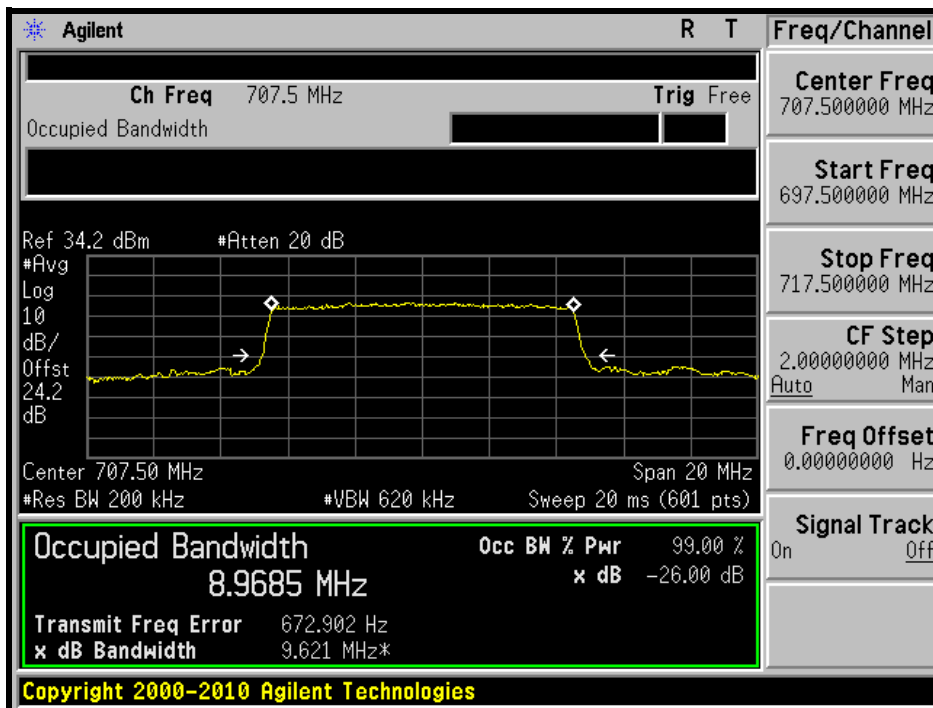 Agilent R T Freq/Channel
Ch Freq 707.5 MHz Trig Free
Occupied Bandwidth
Center Freq
707.500000 MHz
Start Freq
697.500000 MHz
Stop Freq
717.500000 MHz
CF Step
2.00000000 MHz
Auto Man
Freq Offset
0.00000000 Hz
Signal Track
On Off
Ref 34.2 dBm #Atten 20 dB
#Avg
Log
10
dB/
Offst
24.2
dB
Center 707.50 MHz Span 20 MHz
#Res BW 200 kHz #VBW 620 kHz Sweep 20 ms (601 pts)
Occupied Bandwidth Occ BW % Pwr 99.00 %
8.9685 MHz x dB -26.00 dB
Transmit Freq Error 672.902 Hz
x dB Bandwidth 9.621 MHz*
Copyright 2000-2010 Agilent Technologies